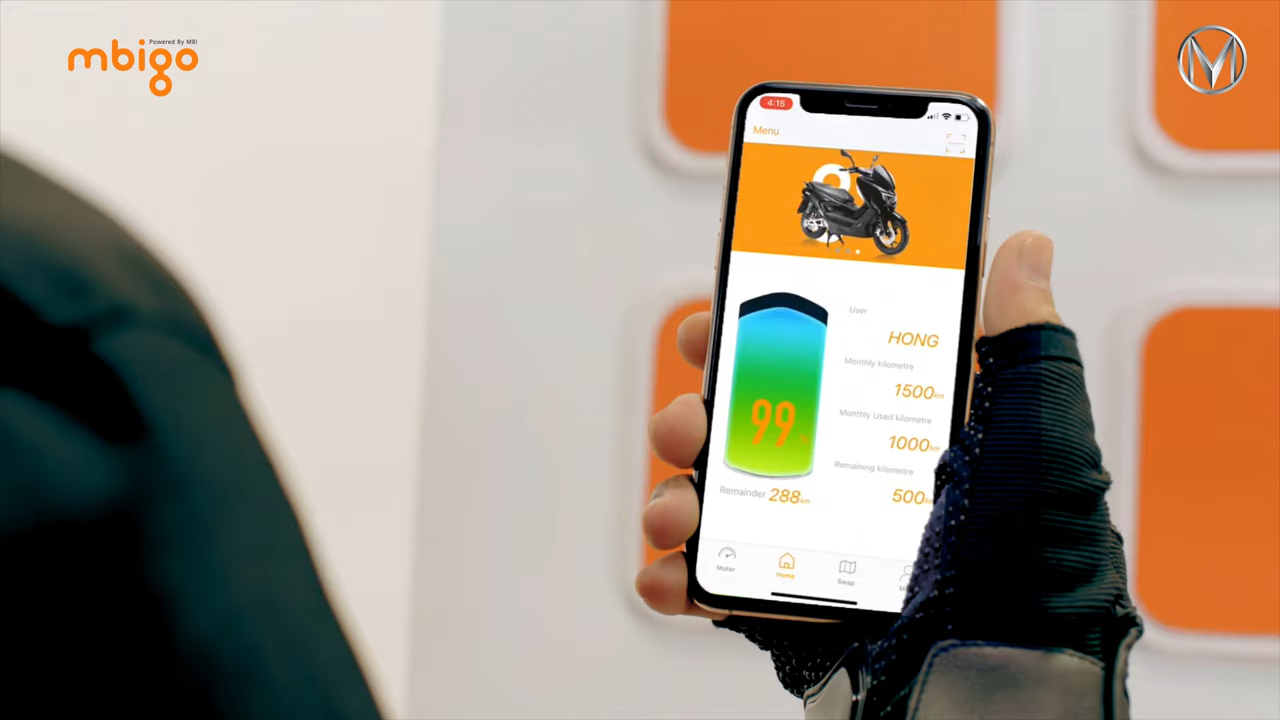 Powered By MBI
mbigo
M
4:15
Menu
User
HONG
Monthly kilometre
1500km
Monthly Used kilometre
1000km
Remaining kilometre
500k
99
Remainder 288km
Motor
Home
Swap